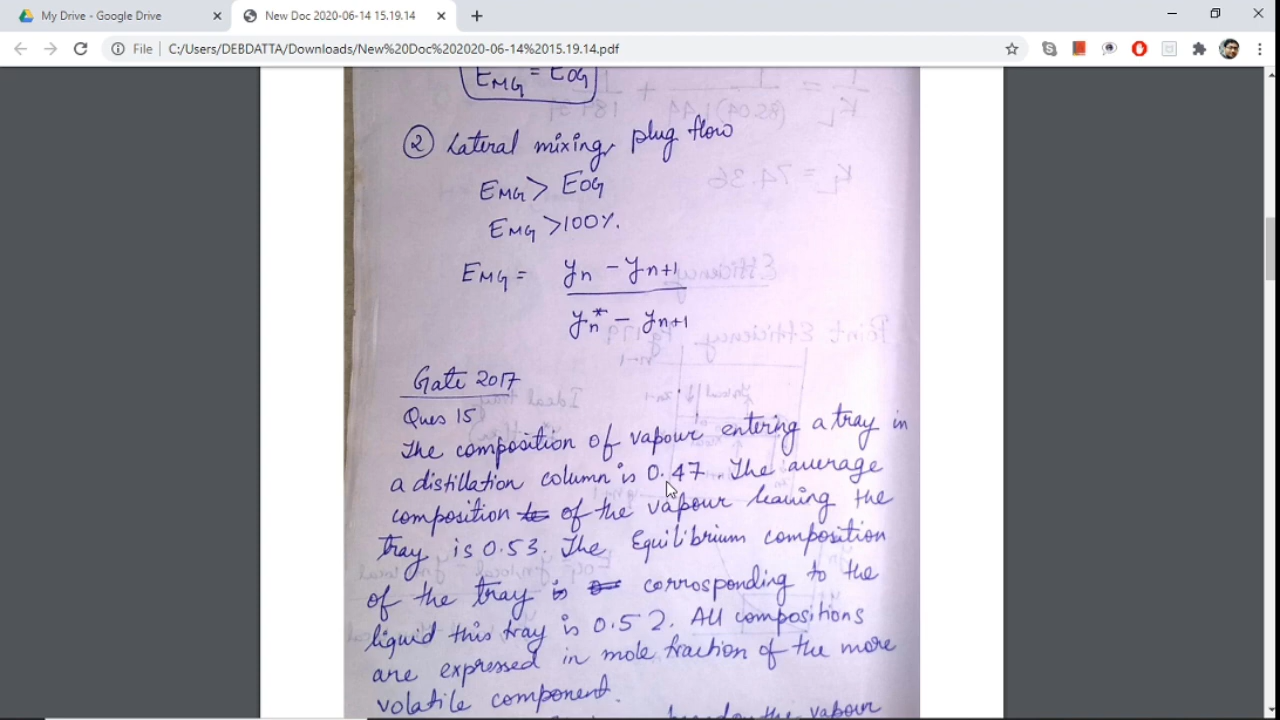 My Drive - Google Drive
New Doc 2020-06-14 15.19.14
File | C:/Users/DEBDATTA/Downloads/New%20Doc%202020-06-14%2015.19.14.pdf
EMG = EOG
② Lateral mixing, plug flow
EMG > EOG
EMG >100%.
EMG = yn - yn+1
yn* - yn+1
Gate 2017
Ques 15
The composition of vapour entering a tray in
a distillation column is 0.47. The average
composition of the vapour leaving the
tray is 0.53. The Equilibrium composition
of the tray is corrosponding to the
liquid this tray is 0.52. All compositions
are expressed in mole fraction of the more
volatile component.
the vapour